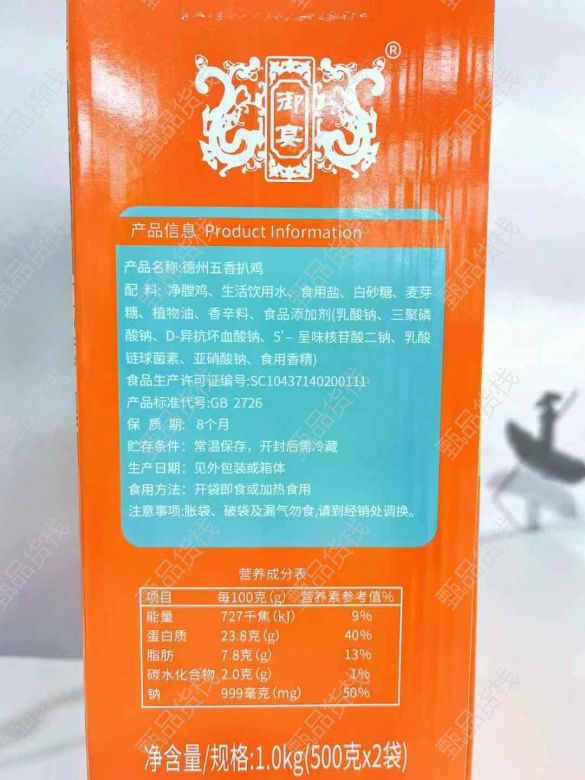 ®
御宴
产品信息 Product Information
产品名称:德州五香扒鸡
配 料: 净膛鸡、生活饮用水、食用盐、白砂糖、麦芽
糖、植物油、香辛料、食品添加剂(乳酸钠、三聚磷
酸钠、D-异抗坏血酸钠、5'–呈味核苷酸二钠、乳酸
链球菌素、亚硝酸钠、食用香精)
食品生产许可证编号:SC10437140200111
产品标准代号:GB 2726
保 质 期: 8个月
贮存条件: 常温保存，开封后需冷藏
生产日期: 见外包装或箱体
食用方法: 开袋即食或加热食用
注意事项:胀袋、破袋及漏气勿食,请到经销处调换。
营养成分表
项目 每100克(g) 营养素参考值%
能量 727千焦(kJ) 9%
蛋白质 23.8克(g) 40%
脂肪 7.8克(g) 13%
碳水化合物 2.0克(g) 1%
钠 999毫克(mg) 50%
净含量/规格:1.0kg(500克x2袋)
甄品货栈